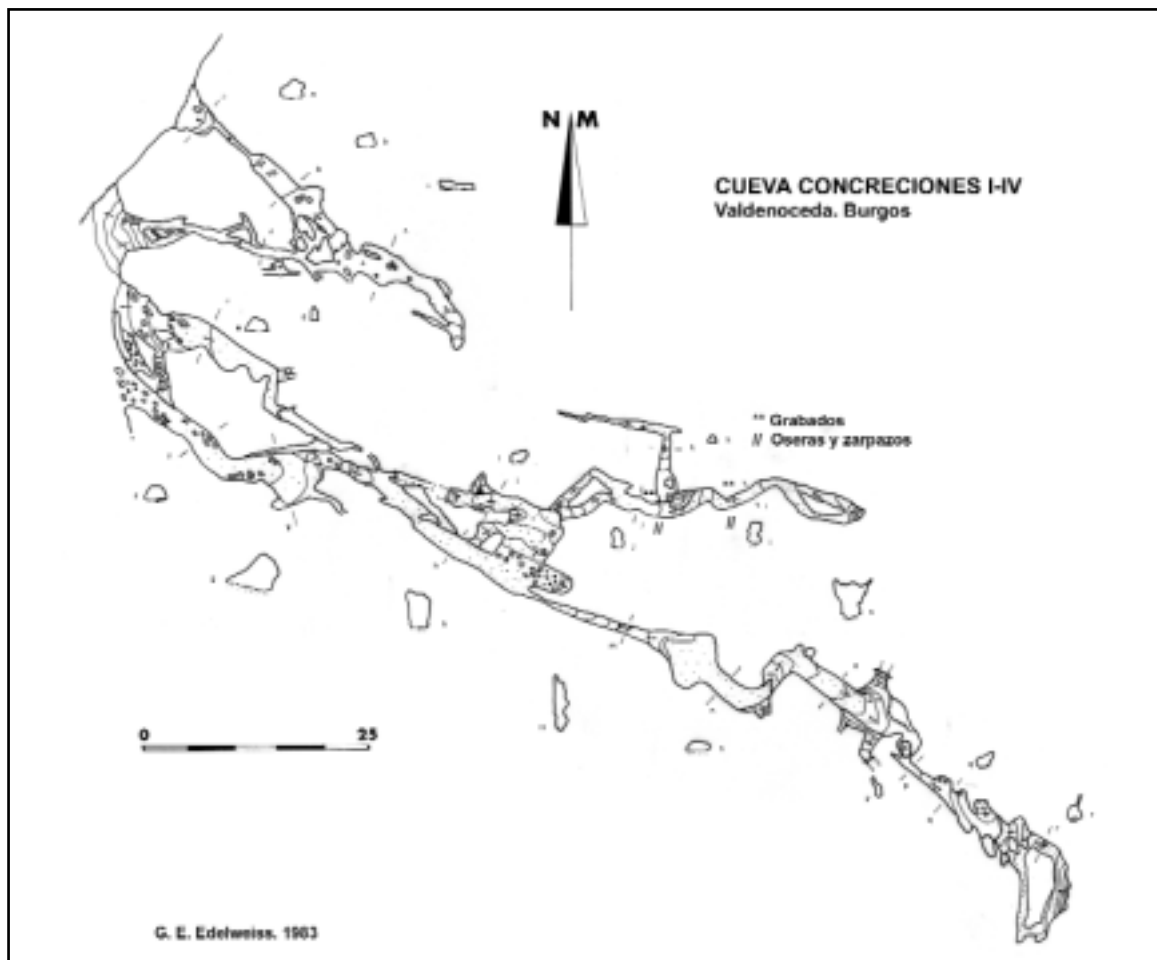 N M
CUEVA CONCRECIONES I-IV
Valdenoceda. Burgos
** Grabados
// Oseras y zarpazos
0 25
G. E. Edelweiss. 1983